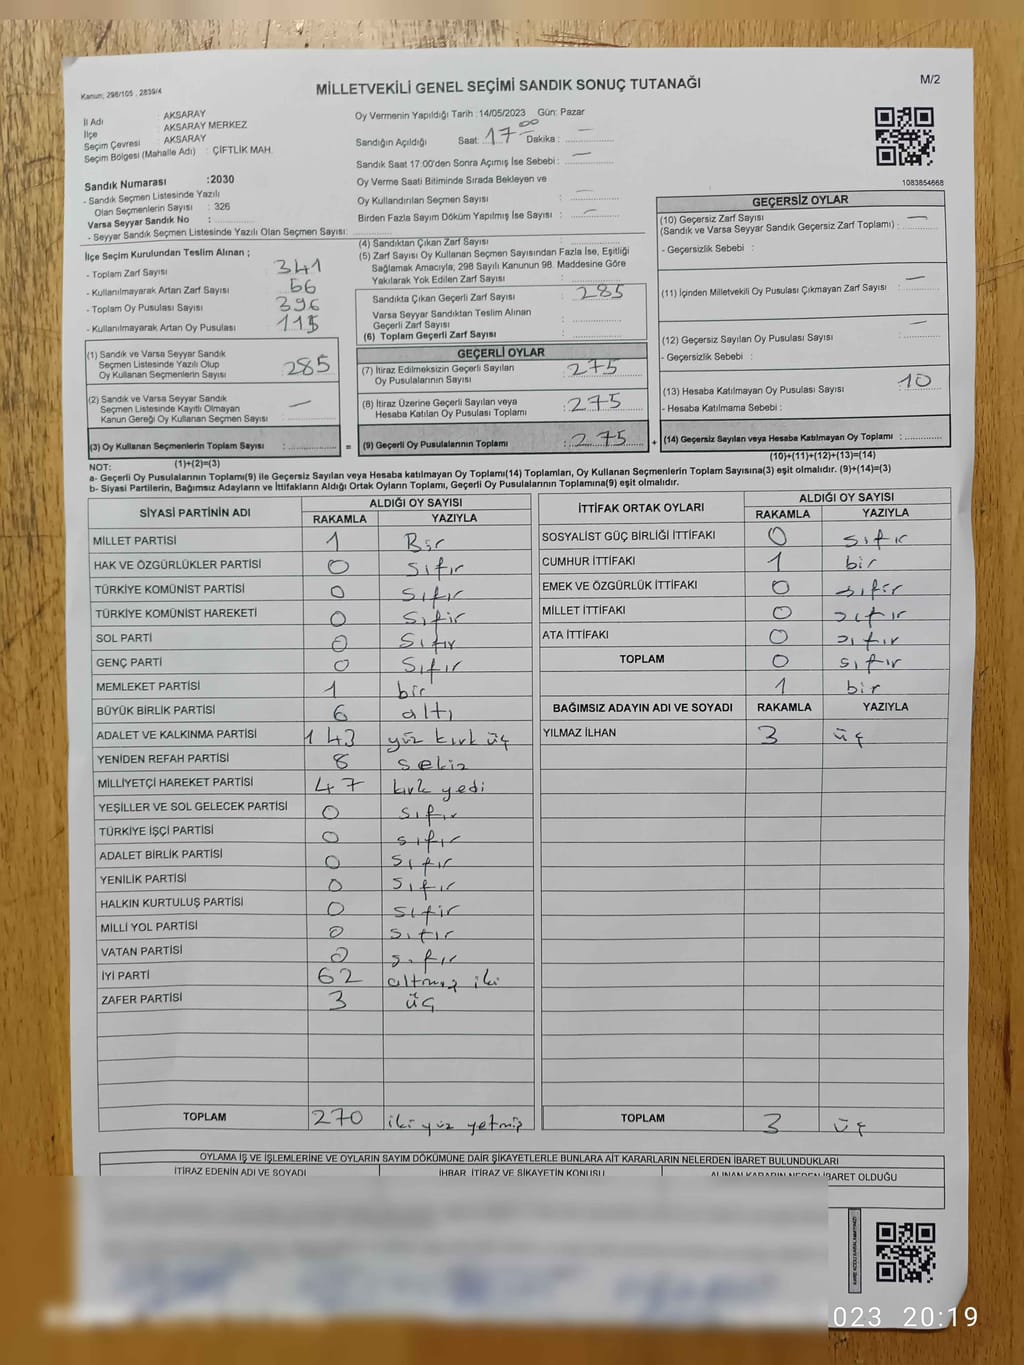 Kanun; 298/105 , 2839/4
MİLLETVEKİLİ GENEL SEÇİMİ SANDIK SONUÇ TUTANAĞI
M/2
İl Adı : AKSARAY
İlçe AKSARAY MERKEZ
Seçim Çevresi : AKSARAY
Seçim Bölgesi (Mahalle Adı) : ÇİFTLİK MAH.
Oy Vermenin Yapıldığı Tarih : 14/05/2023 Gün: Pazar
Sandığın Açıldığı Saat: 17 00 Dakika : —
Sandık Saat 17:00'den Sonra Açımış İse Sebebi : —
Oy Verme Saati Bitiminde Sırada Bekleyen ve
Oy Kullandırılan Seçmen Sayısı : —
Birden Fazla Sayım Döküm Yapılmış İse Sayısı : —
1083854668
Sandık Numarası :2030
- Sandık Seçmen Listesinde Yazılı
Olan Seçmenlerin Sayısı : 326
Varsa Seyyar Sandık No :
- Seyyar Sandık Seçmen Listesinde Yazılı Olan Seçmen Sayısı:
İlçe Seçim Kurulundan Teslim Alınan ;
- Toplam Zarf Sayısı 341
- Kullanılmayarak Artan Zarf Sayısı 56
- Toplam Oy Pusulası Sayısı 396
- Kullanılmayarak Artan Oy Pusulası
(1) Sandık ve Varsa Seyyar Sandık
Seçmen Listesinde Yazılı Olup
Oy Kullanan Seçmenlerin Sayısı 285
(2) Sandık ve Varsa Seyyar Sandık
Seçmen Listesinde Kayıtlı Olmayan
Kanun Gereği Oy Kullanan Seçmen Sayısı —
(3) Oy Kullanan Seçmenlerin Toplam Sayısı :
(1)+(2)=(3)
(4) Sandıktan Çıkan Zarf Sayısı :
(5) Zarf Sayısı Oy Kullanan Seçmen Sayısından Fazla İse, Eşitliği
Sağlamak Amacıyla; 298 Sayılı Kanunun 98. Maddesine Göre
Yakılarak Yok Edilen Zarf Sayısı :
Sandıkta Çıkan Geçerli Zarf Sayısı : 285
Varsa Seyyar Sandıktan Teslim Alınan
Geçerli Zarf Sayısı :
(6) Toplam Geçerli Zarf Sayısı :
GEÇERLİ OYLAR
(7) İtiraz Edilmeksizin Geçerli Sayılan
Oy Pusulalarının Sayısı : 275
(8) İtiraz Üzerine Geçerli Sayılan veya
Hesaba Katılan Oy Pusulası Toplamı : 275
= (9) Geçerli Oy Pusulalarının Toplamı : 275 +
GEÇERSİZ OYLAR
(10) Geçersiz Zarf Sayısı
(Sandık ve Varsa Seyyar Sandık Geçersiz Zarf Toplamı) : —
- Geçersizlik Sebebi :
(11) İçinden Milletvekili Oy Pusulası Çıkmayan Zarf Sayısı : —
(12) Geçersiz Sayılan Oy Pusulası Sayısı : —
- Geçersizlik Sebebi :
(13) Hesaba Katılmayan Oy Pusulası Sayısı : 10
- Hesaba Katılmama Sebebi :
(14) Geçersiz Sayılan veya Hesaba Katılmayan Oy Toplamı :
(10)+(11)+(12)+(13)=(14)
NOT:
a- Geçerli Oy Pusulalarının Toplamı(9) ile Geçersiz Sayılan veya Hesaba katılmayan Oy Toplamı(14) Toplamları, Oy Kullanan Seçmenlerin Toplam Sayısına(3) eşit olmalıdır. (9)+(14)=(3)
b- Siyasi Partilerin, Bağımsız Adayların ve İttifakların Aldığı Ortak Oyların Toplamı, Geçerli Oy Pusulalarının Toplamına(9) eşit olmalıdır.
SİYASİ PARTİNİN ADI ALDIĞI OY SAYISI
RAKAMLA YAZIYLA
MİLLET PARTİSİ 1 Bir
HAK VE ÖZGÜRLÜKLER PARTİSİ 0 sıfır
TÜRKİYE KOMÜNİST PARTİSİ 0 sıfır
TÜRKİYE KOMÜNİST HAREKETİ 0 sıfır
SOL PARTİ 0 Sıfır
GENÇ PARTİ 0 Sıfır
MEMLEKET PARTİSİ 1 bir
BÜYÜK BİRLİK PARTİSİ 6 altı
ADALET VE KALKINMA PARTİSİ 143 yüz kırk üç
YENİDEN REFAH PARTİSİ 8 sekiz
MİLLİYETÇİ HAREKET PARTİSİ 47 kırk yedi
YEŞİLLER VE SOL GELECEK PARTİSİ 0 sıfır
TÜRKİYE İŞÇİ PARTİSİ 0 sıfır
ADALET BİRLİK PARTİSİ 0 sıfır
YENİLİK PARTİSİ 0 sıfır
HALKIN KURTULUŞ PARTİSİ 0 sıfır
MİLLİ YOL PARTİSİ 0 sıfır
VATAN PARTİSİ 0 sıfır
İYİ PARTİ 62 altmış iki
ZAFER PARTİSİ 3 üç
TOPLAM 270 iki yüz yetmiş
İTTİFAK ORTAK OYLARI ALDIĞI OY SAYISI
RAKAMLA YAZIYLA
SOSYALİST GÜÇ BİRLİĞİ İTTİFAKI 0 sıfır
CUMHUR İTTİFAKI 1 bir
EMEK VE ÖZGÜRLÜK İTTİFAKI 0 sıfır
MİLLET İTTİFAKI 0 sıfır
ATA İTTİFAKI 0 sıfır
TOPLAM 0 sıfır
1 bir
BAĞIMSIZ ADAYIN ADI VE SOYADI RAKAMLA YAZIYLA
YILMAZ İLHAN 3 üç
TOPLAM 3 üç
OYLAMA İŞ VE İŞLEMLERİNE VE OYLARIN SAYIM DÖKÜMÜNE DAİR ŞİKAYETLERLE BUNLARA AİT KARARLARIN NELERDEN İBARET BULUNDUKLARI
İTİRAZ EDENİN ADI VE SOYADI İHBAR, İTİRAZ VE ŞİKAYETİN KONUSU ALINAN KARARIN NEDEN İBARET OLDUĞU
023 20:19